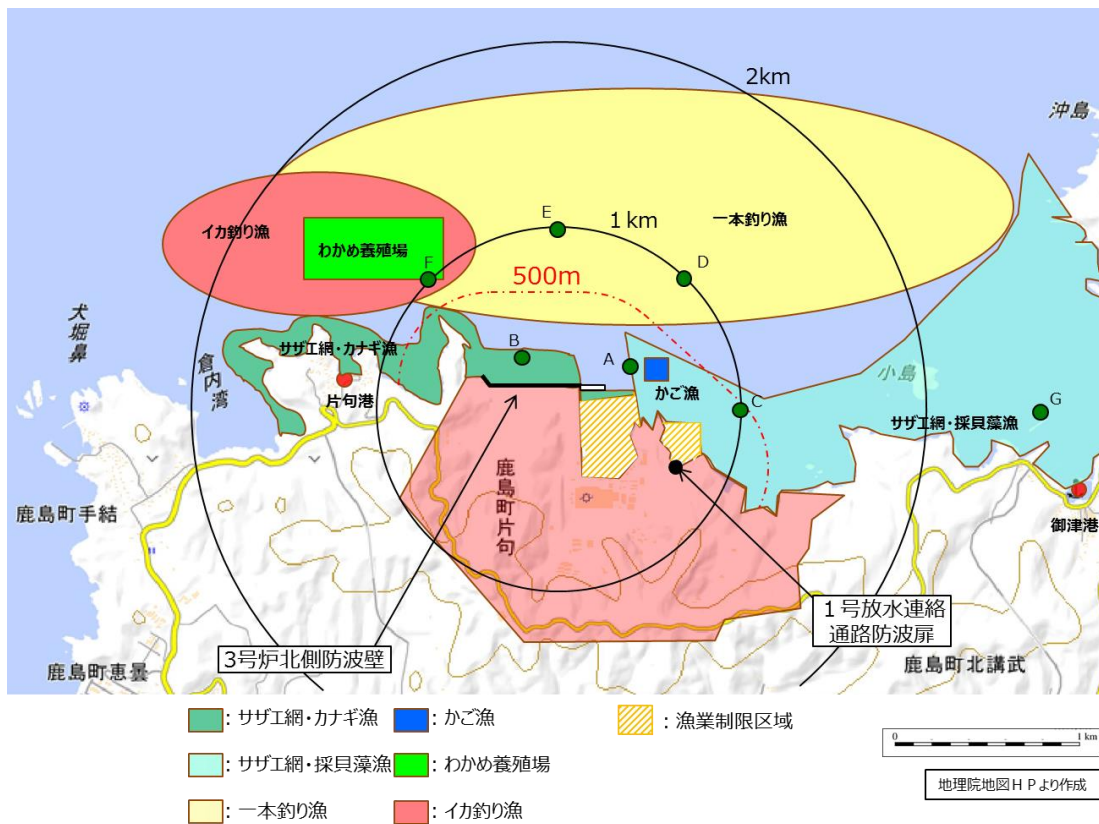 2km
沖島
1km
E
一本釣り漁
イカ釣り漁
わかめ養殖場
F
D
500m
犬堀鼻
倉内湾
サザエ網・カナギ漁
片句港
B
A
かご漁
小島
C
サザエ網・採貝藻漁
G
御津港
鹿島町手結
鹿島町片句
1号放水連絡
通路防波扉
3号炉北側防波壁
鹿島町恵曇
鹿島町北講武
：サザエ網・カナギ漁
：かご漁
：漁業制限区域
：サザエ網・採貝藻漁
：わかめ養殖場
：一本釣り漁
：イカ釣り漁
0 1 km
地理院地図ＨＰより作成